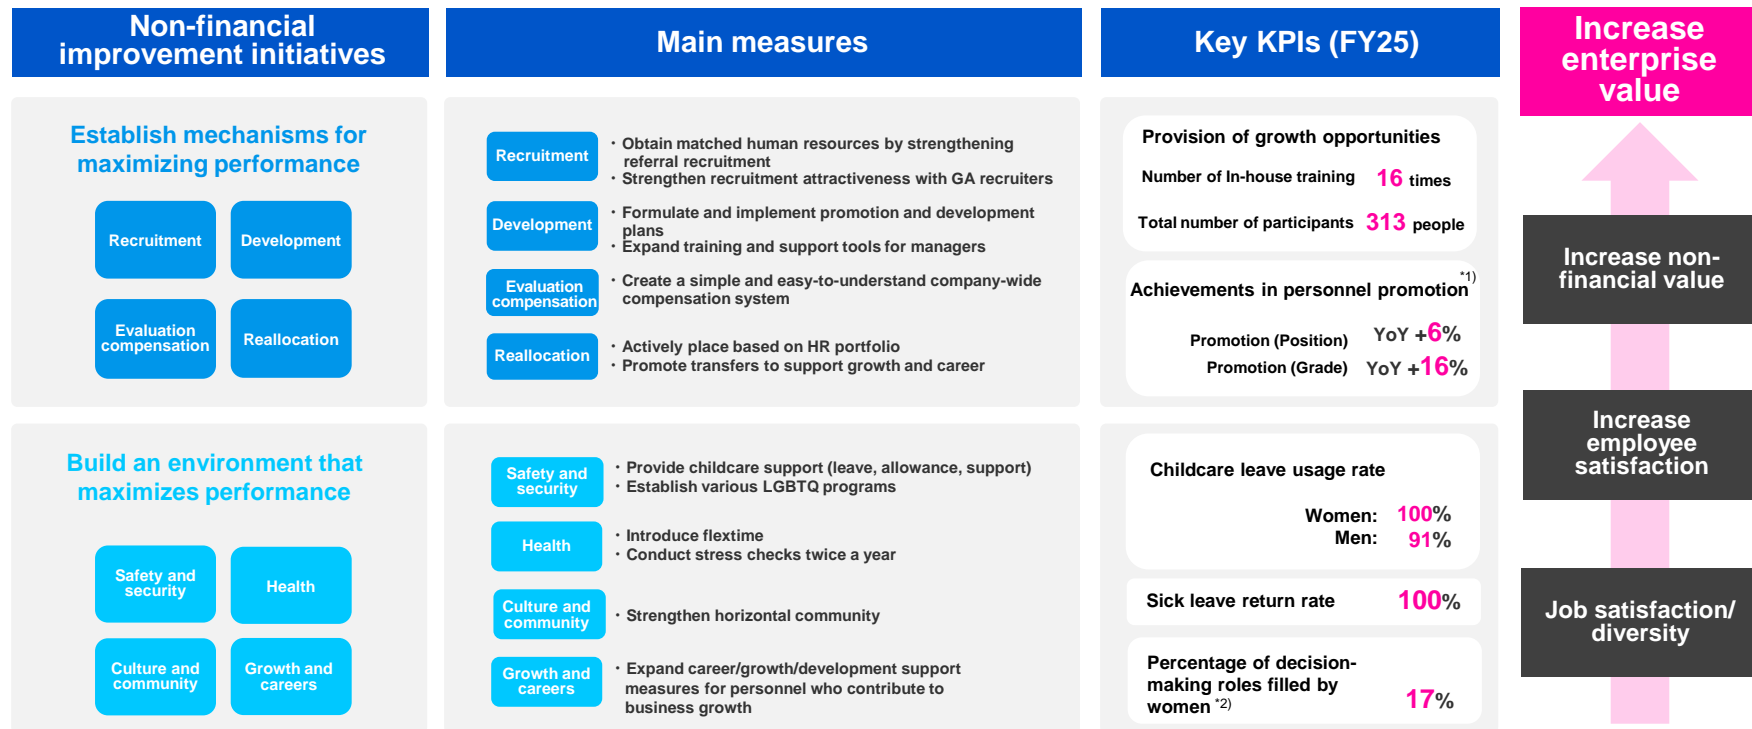 Non-financial
improvement initiatives
Main measures
Key KPIs (FY25)
Increase
enterprise
value
Establish mechanisms for
maximizing performance
Recruitment
Development
Evaluation
compensation
Reallocation
Recruitment
・Obtain matched human resources by strengthening
referral recruitment
・Strengthen recruitment attractiveness with GA recruiters
Development
・Formulate and implement promotion and development
plans
・Expand training and support tools for managers
Evaluation
compensation
・Create a simple and easy-to-understand company-wide
compensation system
Reallocation
・Actively place based on HR portfolio
・Promote transfers to support growth and career
Provision of growth opportunities
Number of In-house training 16 times
Total number of participants 313 people
Achievements in personnel promotion *1)
Promotion (Position) YoY +6%
Promotion (Grade) YoY +16%
Increase non-
financial value
Increase
employee
satisfaction
Job satisfaction/
diversity
Build an environment that
maximizes performance
Safety and
security
Health
Culture and
community
Growth and
careers
Safety and
security
・Provide childcare support (leave, allowance, support)
・Establish various LGBTQ programs
Health
・Introduce flextime
・Conduct stress checks twice a year
Culture and
community
・Strengthen horizontal community
Growth and
careers
・Expand career/growth/development support
measures for personnel who contribute to
business growth
Childcare leave usage rate
Women: 100%
Men: 91%
Sick leave return rate 100%
Percentage of decision-
making roles filled by
women *2) 17%